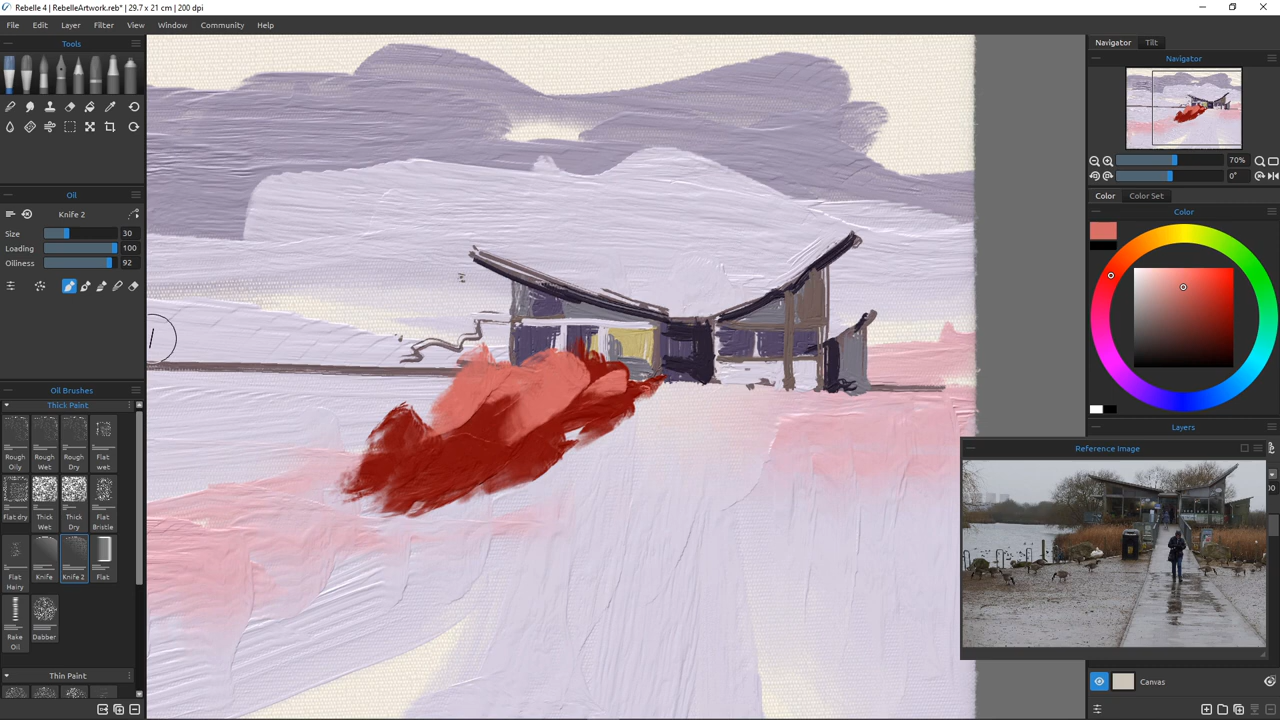 Rebelle 4 | RebelleArtwork.reb* | 29.7 x 21 cm | 200 dpi
File Edit Layer Filter View Window Community Help
Tools
Oil
Knife 2
Size 30
Loading 100
Oiliness 92
Oil Brushes
Thick Paint
Rough Oily
Rough Wet
Rough Dry
Flat wet
Flat dry
Thick Wet
Thick Dry
Flat Bristle
Flat Hairy
Knife
Knife 2
Flat
Rake Oil
Dabber
Thin Paint
Navigator Tilt
Navigator
70%
0°
Color Color Set
Color
Layers
Reference Image
00
Canvas